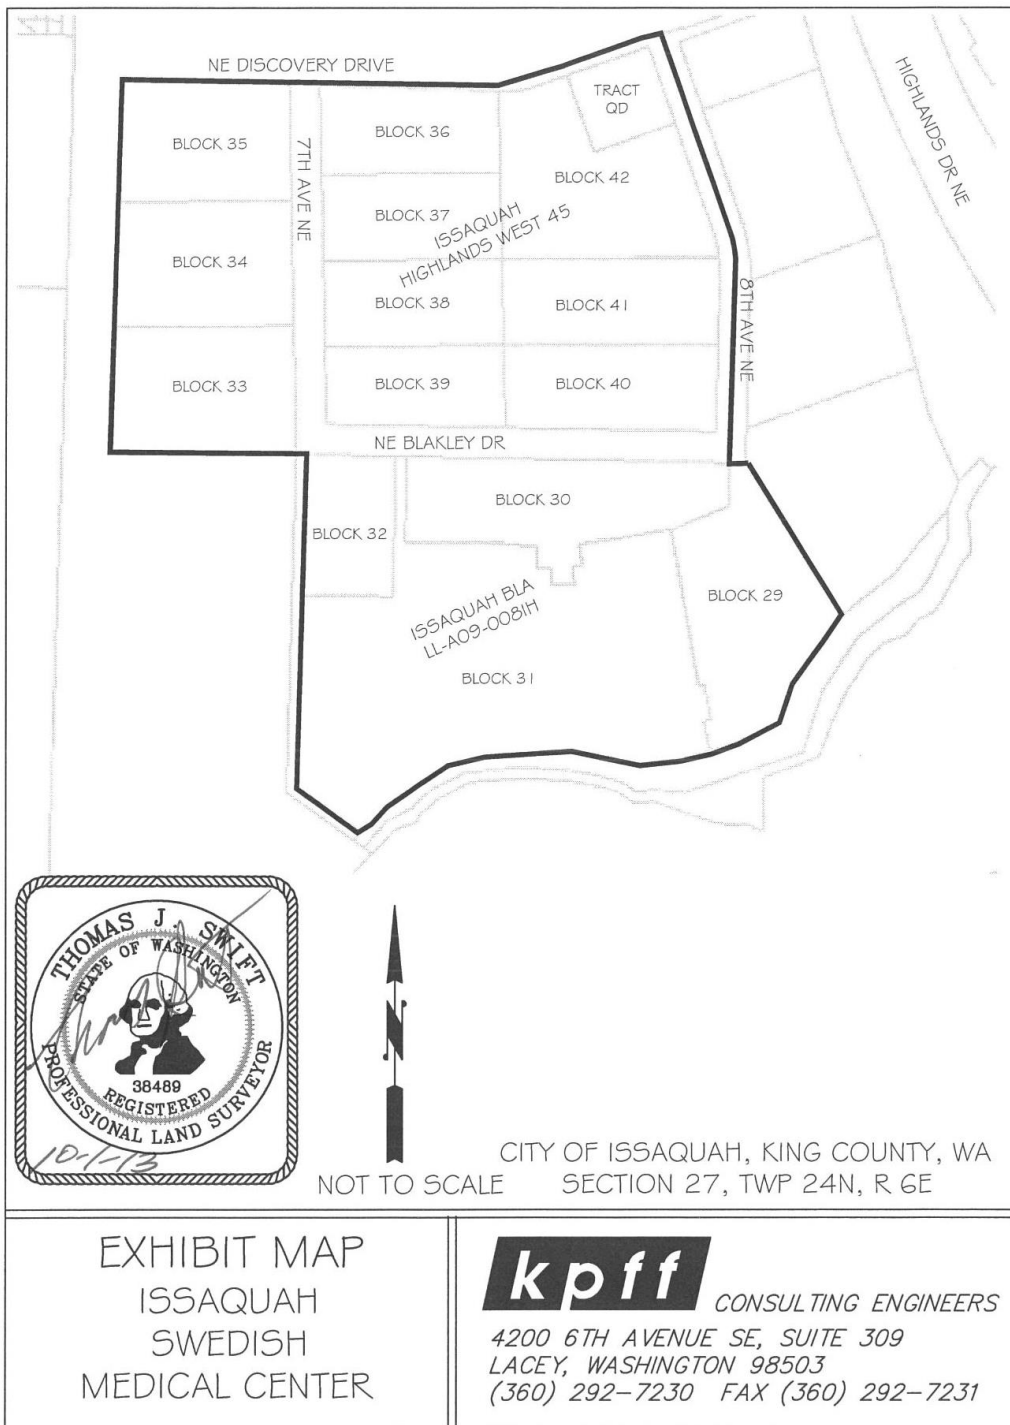 NE DISCOVERY DRIVE
HIGHLANDS DR NE
TRACT
QD
BLOCK 35
7TH AVE NE
BLOCK 36
BLOCK 42
BLOCK 37
ISSAQUAH
HIGHLANDS WEST 45
BLOCK 34
BLOCK 38
BLOCK 41
8TH AVE NE
BLOCK 33
BLOCK 39
BLOCK 40
NE BLAKLEY DR
BLOCK 30
BLOCK 32
ISSAQUAH BLA
LL-A09-008IH
BLOCK 29
BLOCK 31
THOMAS J. SWIFT
STATE OF WASHINGTON
38489
REGISTERED
PROFESSIONAL LAND SURVEYOR
10-1-13
N
NOT TO SCALE
CITY OF ISSAQUAH, KING COUNTY, WA
SECTION 27, TWP 24N, R 6E
EXHIBIT MAP
ISSAQUAH
SWEDISH
MEDICAL CENTER
kpff CONSULTING ENGINEERS
4200 6TH AVENUE SE, SUITE 309
LACEY, WASHINGTON 98503
(360) 292-7230 FAX (360) 292-7231